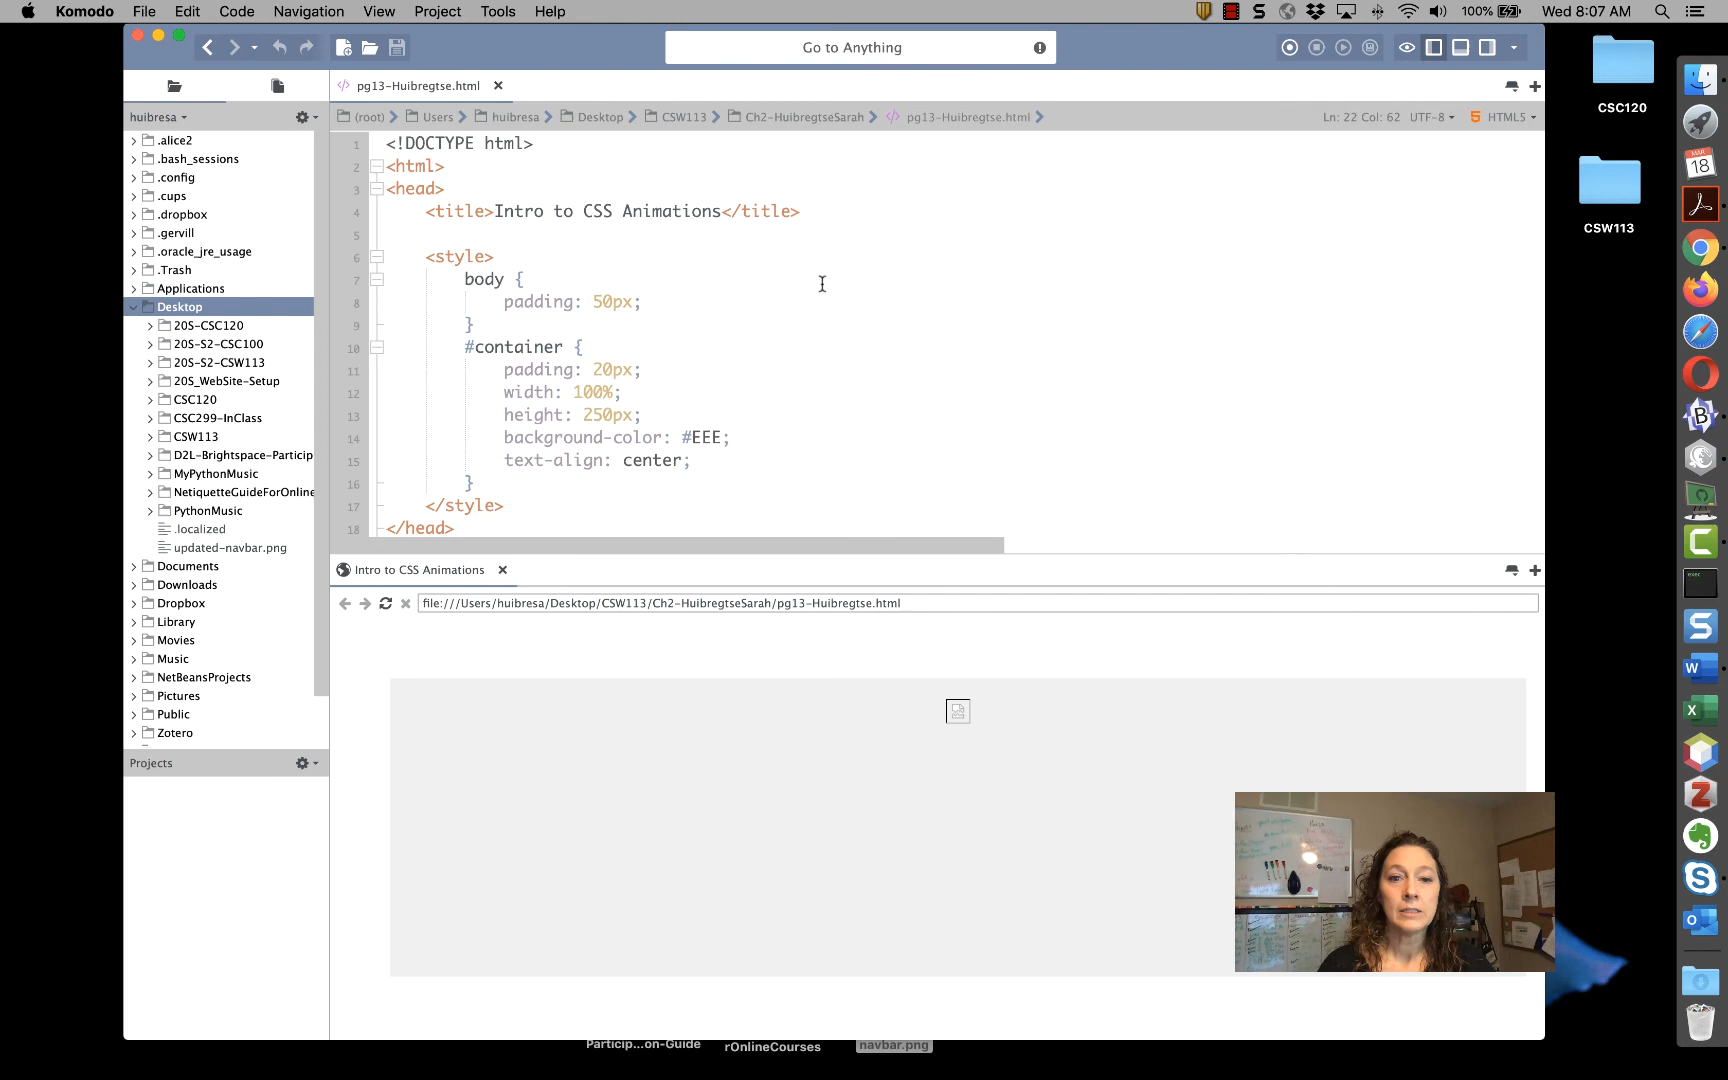 Komodo File Edit Code Navigation View Project Tools Help
100% Wed 8:07 AM
Go to Anything
pg13-Huibregtse.html
huibresa
(root) Users huibresa Desktop CSW113 Ch2-HuibregtseSarah pg13-Huibregtse.html
Ln: 22 Col: 62 UTF-8 HTML5
.alice2
.bash_sessions
.config
.cups
.dropbox
.gervill
.oracle_jre_usage
.Trash
Applications
Desktop
20S-CSC120
20S-S2-CSC100
20S-S2-CSW113
20S_WebSite-Setup
CSC120
CSC299-InClass
CSW113
D2L-Brightspace-Particip
MyPythonMusic
NetiquetteGuideForOnline
PythonMusic
.localized
updated-navbar.png
Documents
Downloads
Dropbox
Library
Movies
Music
NetBeansProjects
Pictures
Public
Zotero
Projects
1 <!DOCTYPE html>
2 <html>
3 <head>
4 <title>Intro to CSS Animations</title>
5
6 <style>
7 body {
8 padding: 50px;
9 }
10 #container {
11 padding: 20px;
12 width: 100%;
13 height: 250px;
14 background-color: #EEE;
15 text-align: center;
16 }
17 </style>
18 </head>
Intro to CSS Animations
file:///Users/huibresa/Desktop/CSW113/Ch2-HuibregtseSarah/pg13-Huibregtse.html
Particip...on-Guide
rOnlineCourses
navbar.png
CSC120
CSW113
MAR
18
exec